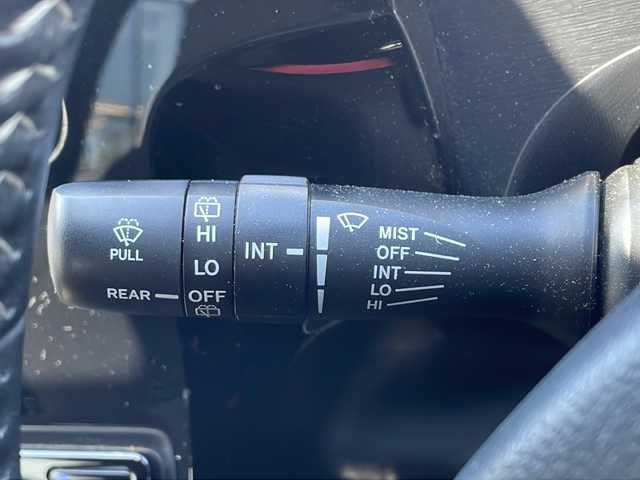 PULL
REAR
HI
LO
OFF
INT
MIST
OFF
INT
LO
HI